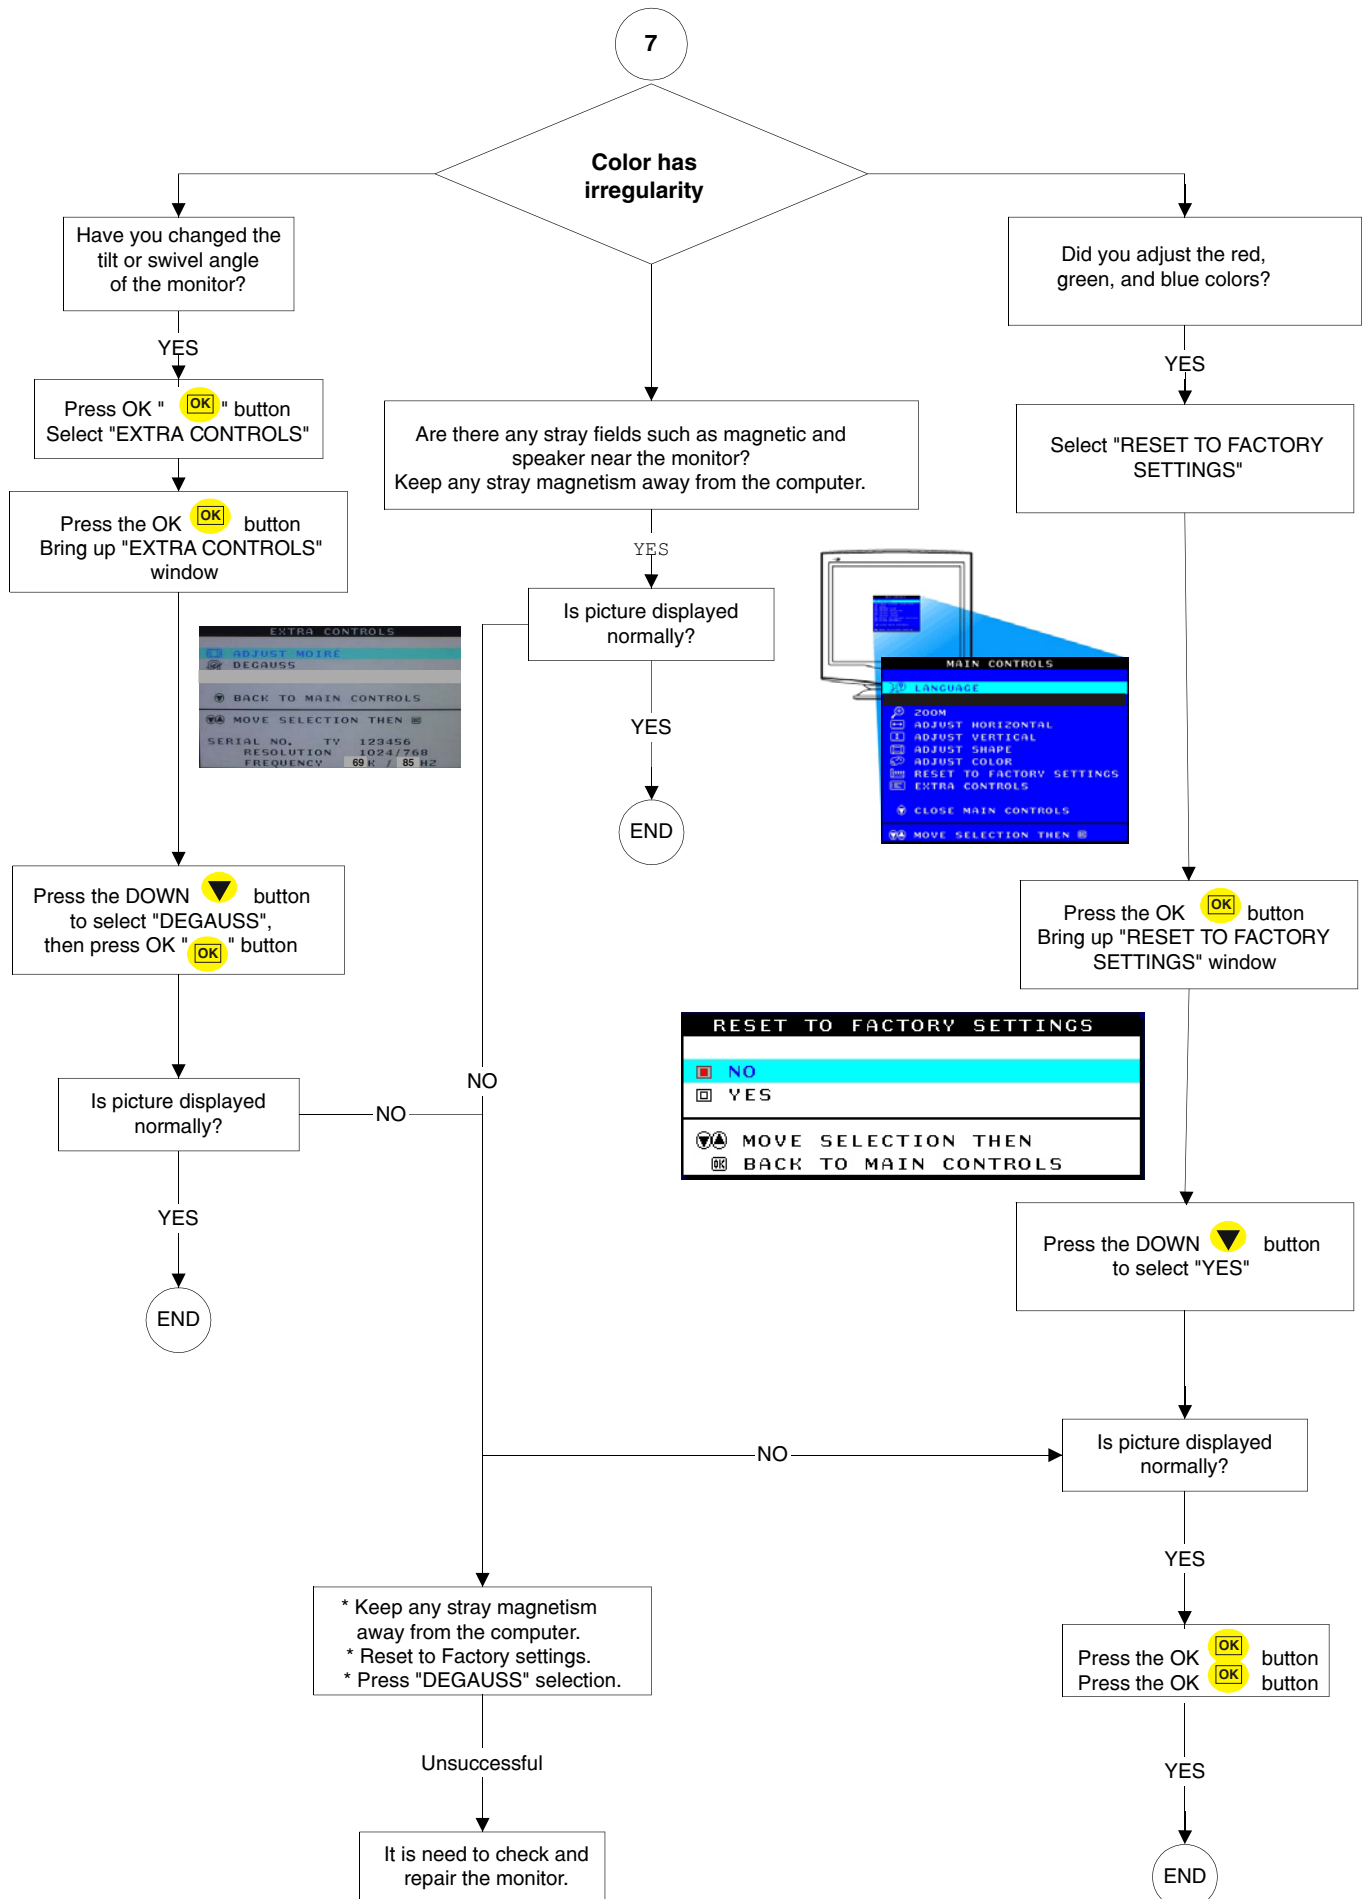 7
Color has
irregularity
Have you changed the
tilt or swivel angle
of the monitor?
YES
Press OK " OK " button
Select "EXTRA CONTROLS"
Press the OK OK button
Bring up "EXTRA CONTROLS"
window
EXTRA CONTROLS
ADJUST MOIRE
DEGAUSS
BACK TO MAIN CONTROLS
MOVE SELECTION THEN
SERIAL NO. TY 123456
RESOLUTION 1024/768
FREQUENCY 69 K / 85 HZ
Press the DOWN button
to select "DEGAUSS",
then press OK " OK " button
Is picture displayed
normally?
NO
YES
END
Are there any stray fields such as magnetic and
speaker near the monitor?
Keep any stray magnetism away from the computer.
YES
Is picture displayed
normally?
NO
YES
END
Did you adjust the red,
green, and blue colors?
YES
Select "RESET TO FACTORY
SETTINGS"
MAIN CONTROLS
LANGUAGE
ZOOM
ADJUST HORIZONTAL
ADJUST VERTICAL
ADJUST SHAPE
ADJUST COLOR
RESET TO FACTORY SETTINGS
EXTRA CONTROLS
CLOSE MAIN CONTROLS
MOVE SELECTION THEN
Press the OK OK button
Bring up "RESET TO FACTORY
SETTINGS" window
RESET TO FACTORY SETTINGS
NO
YES
MOVE SELECTION THEN
OK BACK TO MAIN CONTROLS
Press the DOWN button
to select "YES"
NO
Is picture displayed
normally?
YES
Press the OK OK button
Press the OK OK button
YES
END
* Keep any stray magnetism
away from the computer.
* Reset to Factory settings.
* Press "DEGAUSS" selection.
Unsuccessful
It is need to check and
repair the monitor.